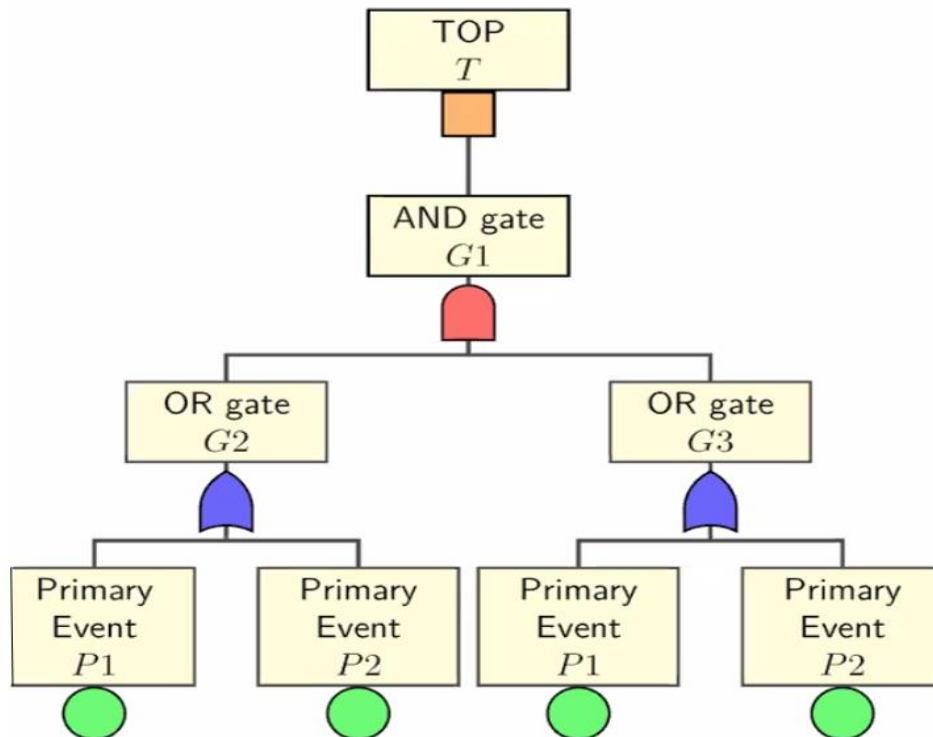 TOP
T
AND gate
G1
OR gate
G2
OR gate
G3
Primary
Event
P1
Primary
Event
P2
Primary
Event
P1
Primary
Event
P2